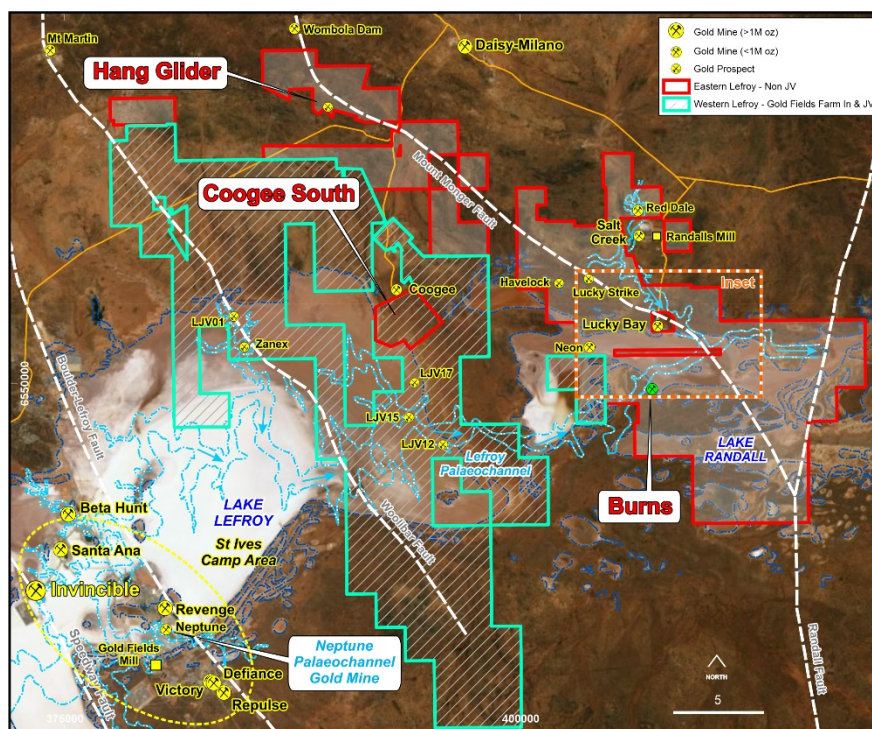 Mt Martin
Wombola Dam
Daisy-Milano
Gold Mine (>1M oz)
Gold Mine (<1M oz)
Gold Prospect
Eastern Lefroy - Non JV
Western Lefroy - Gold Fields Farm In & JV
Hang Glider
Mount Monger Fault
Coogee South
Red Dale
Salt
Creek
Randalls Mill
Coogee
Havelock
Lucky Strike
Inset
LJV01
Lucky Bay
Zanex
Neon
Boulder-Lefroy Fault
6550000
LJV17
LJV15
LJV12
Lefroy
Palaeochannel
LAKE
RANDALL
Burns
Woolibar Fault
LAKE
LEFROY
St Ives
Camp Area
Beta Hunt
Santa Ana
Invincible
Revenge
Neptune
Gold Fields
Mill
Neptune
Palaeochannel
Gold Mine
Speedway Fault
Defiance
Victory
Repulse
Randall Fault
NORTH
5
375000
400000